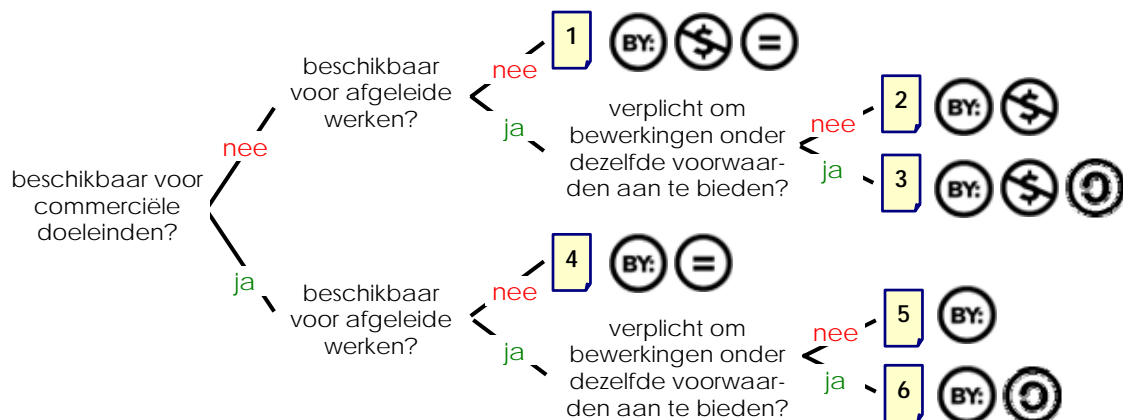 beschikbaar voor
commerciële
doeleinden?
nee
ja
beschikbaar
voor afgeleide
werken?
nee
ja
1
BY: $ =
verplicht om
bewerkingen onder
dezelfde voorwaar-
den aan te bieden?
nee
ja
2
BY: $
3
BY: $
beschikbaar
voor afgeleide
werken?
nee
ja
4
BY: =
verplicht om
bewerkingen onder
dezelfde voorwaar-
den aan te bieden?
nee
ja
5
BY:
6
BY: